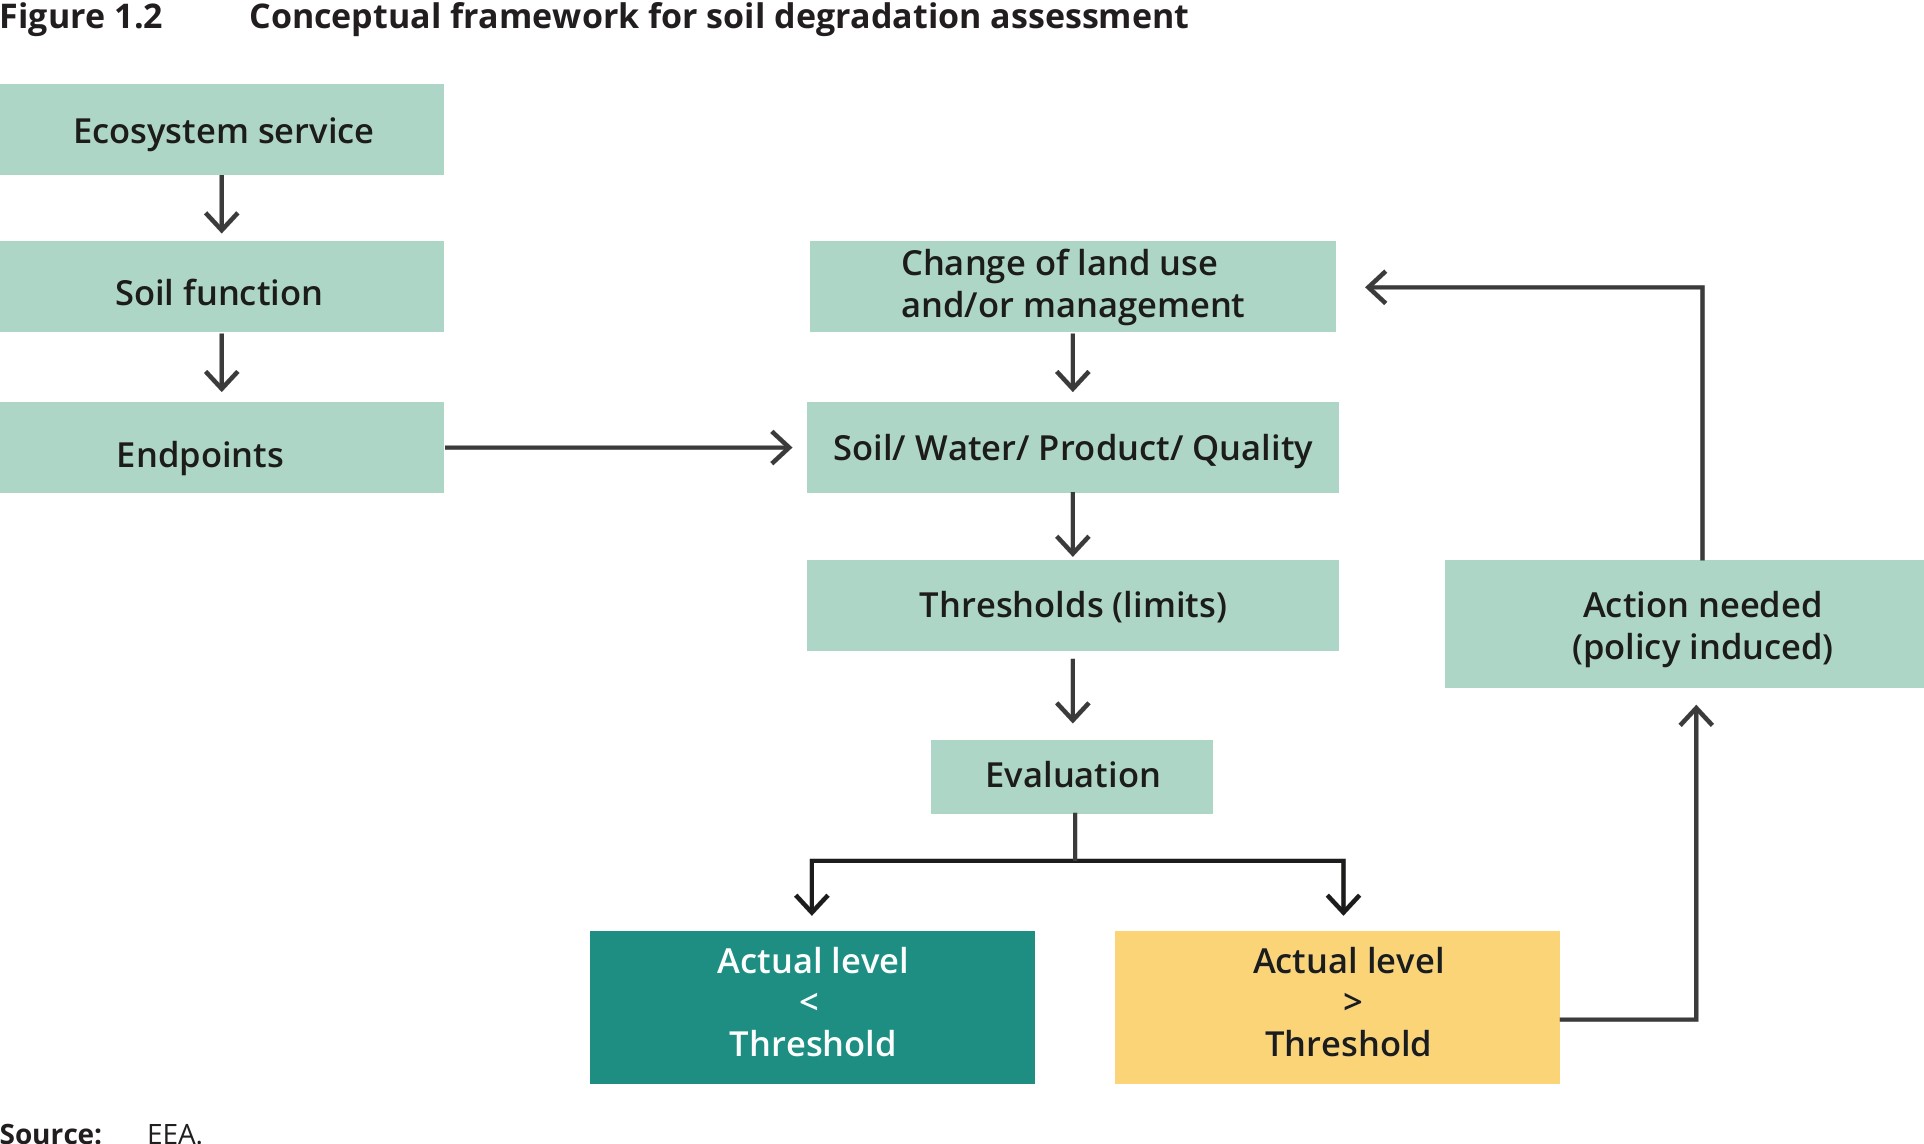 Figure 1.2 Conceptual framework for soil degradation assessment
Ecosystem service
Soil function
Endpoints
Change of land use
and/or management
Soil/ Water/ Product/ Quality
Thresholds (limits)
Evaluation
Actual level
<
Threshold
Actual level
>
Threshold
Action needed
(policy induced)
Source: EEA.